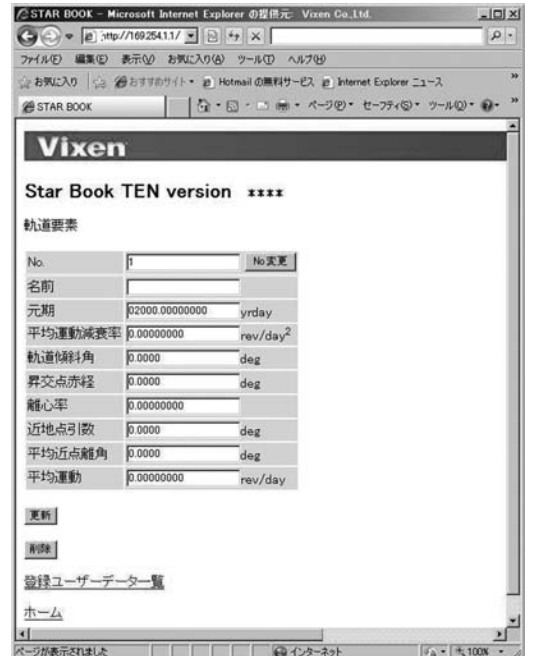 STAR BOOK - Microsoft Internet Explorer の提供元: Vixen Co.,Ltd.
http://169.254.1.1/
ファイル(F) 編集(E) 表示(V) お気に入り(A) ツール(T) ヘルプ(H)
お気に入り おすすめサイト Hotmail の無料サービス Internet Explorer ニュース
STAR BOOK ページ(P) セーフティ(S) ツール(O)
Vixen
Star Book TEN version ****
軌道要素
No. 1 No変更
名前
元期 02000.00000000 yrday
平均運動減衰率 0.00000000 rev/day²
軌道傾斜角 0.0000 deg
昇交点赤経 0.0000 deg
離心率 0.00000000
近地点引数 0.0000 deg
平均近点離角 0.0000 deg
平均運動 0.00000000 rev/day
更新
削除
登録ユーザーデータ一覧
ホーム
ページが表示されました インターネット 100%